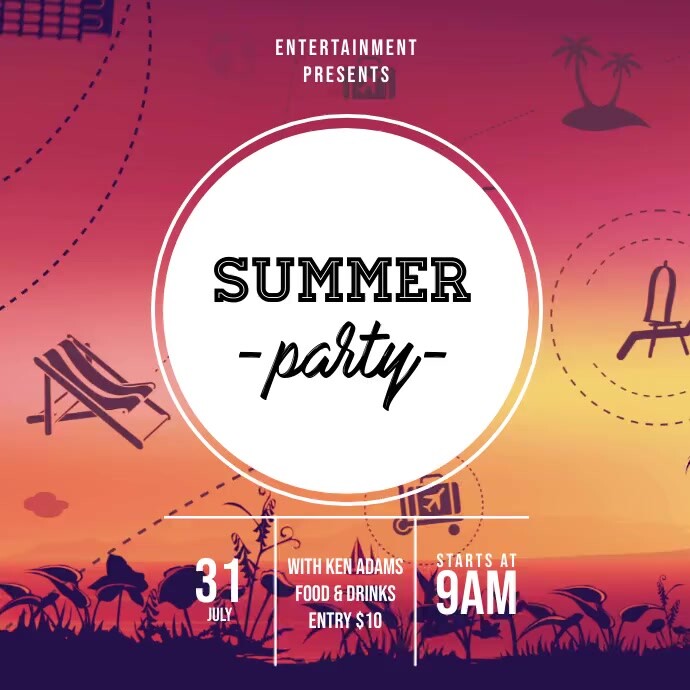 ENTERTAINMENT
PRESENTS
SUMMER
-party-
31
JULY
WITH KEN ADAMS
FOOD & DRINKS
ENTRY $10
STARTS AT
9AM